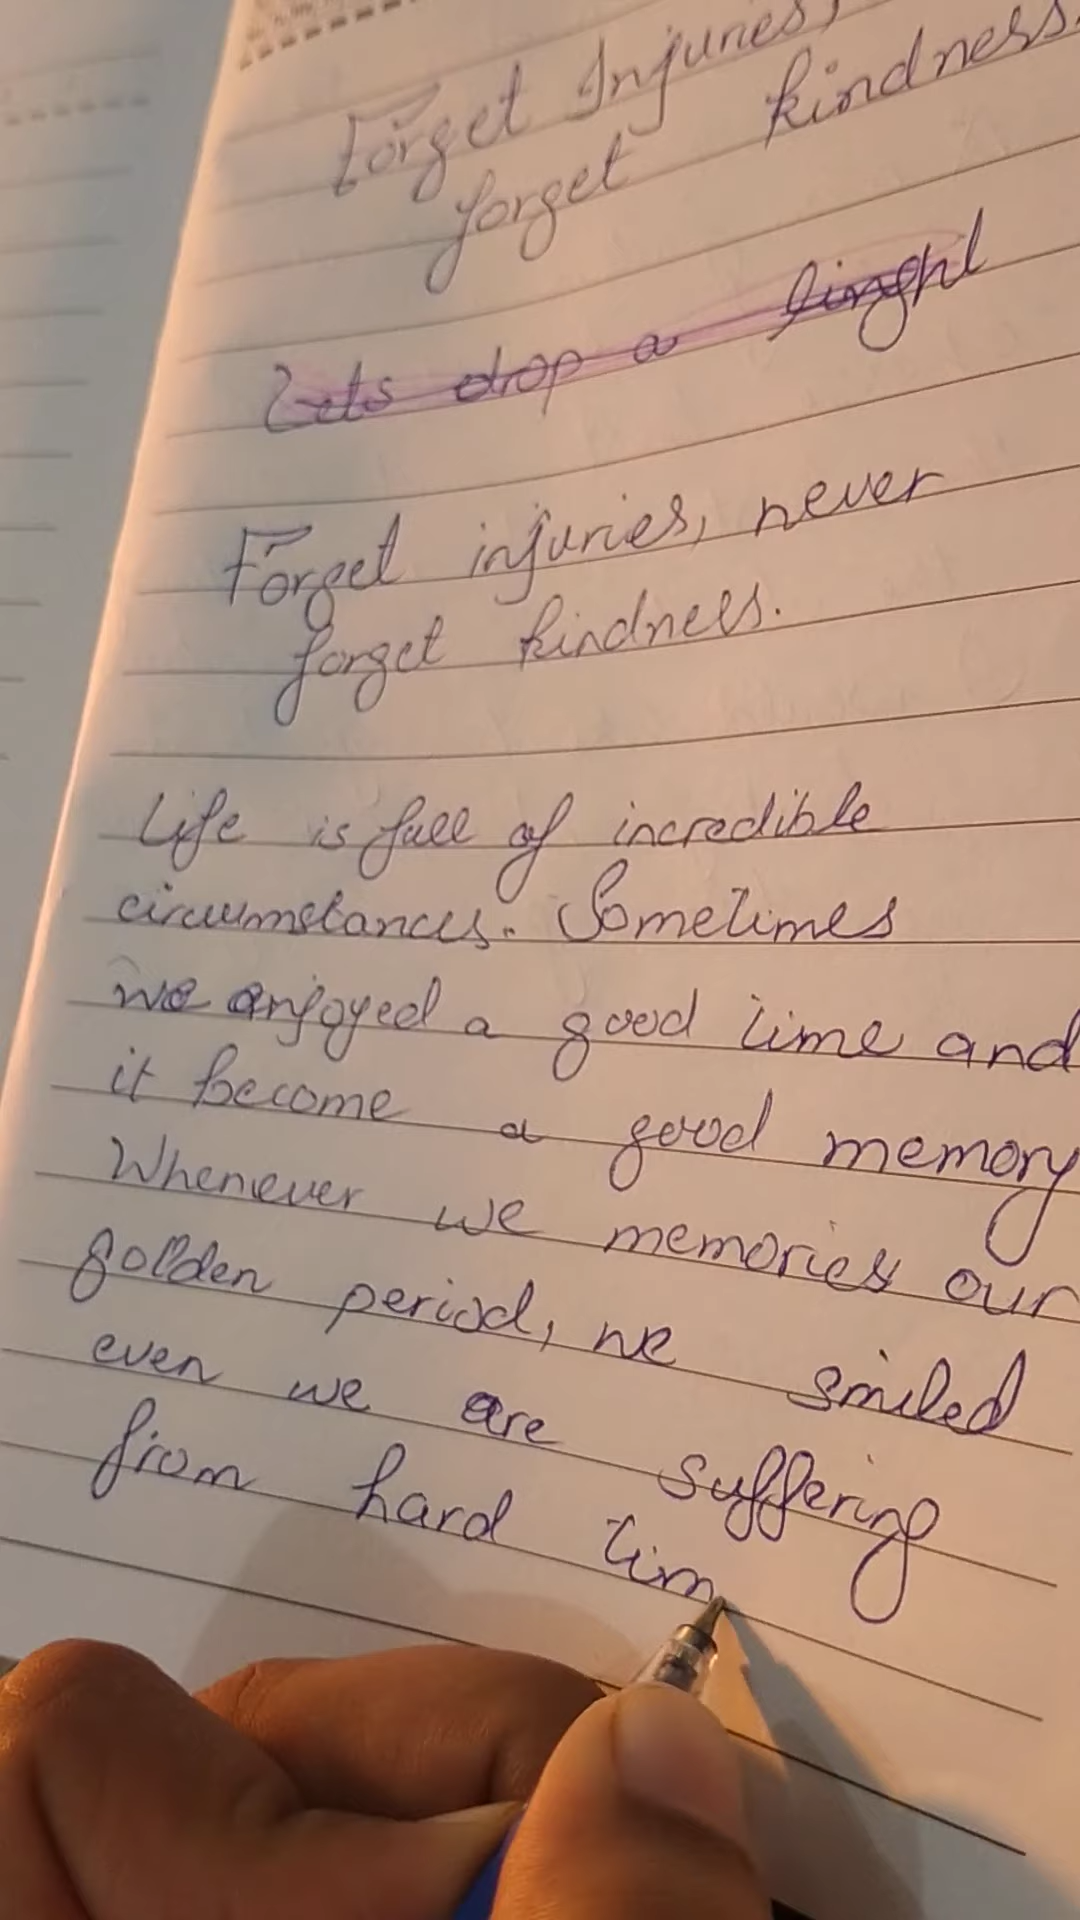 Forget Injuries,
forget kindness.
Lets drop a
Forget injuries, never
forget kindness.
Life is full of incredible
circumstances. Sometimes
we enjoyed a good time and
it become a good memory
Whenever we memories our
golden period, we smiled
even we are suffering
from hard tim